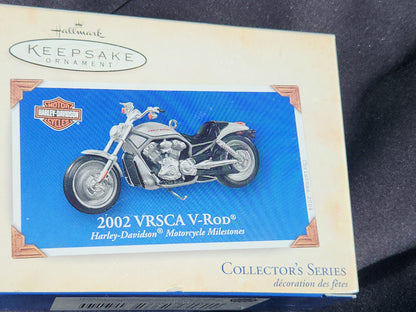 Hallmark
KEEPSAKE
ORNAMENT
MOTOR
HARLEY-DAVIDSON
CYCLES
2002 VRSCA V-ROD®
Harley-Davidson® Motorcycle Milestones
COLLECTOR'S SERIES
décoration des fêtes